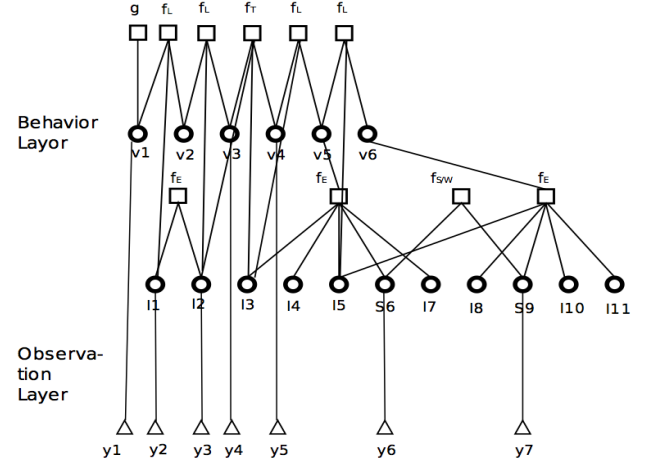 g fL fL fT fL fL
Behavior
Layor
v1 v2 v3 v4 v5 v6
fE fE fS/W fE
I1 I2 I3 I4 I5 S6 I7 I8 S9 I10 I11
Observa-
tion
Layer
y1 y2 y3 y4 y5 y6 y7